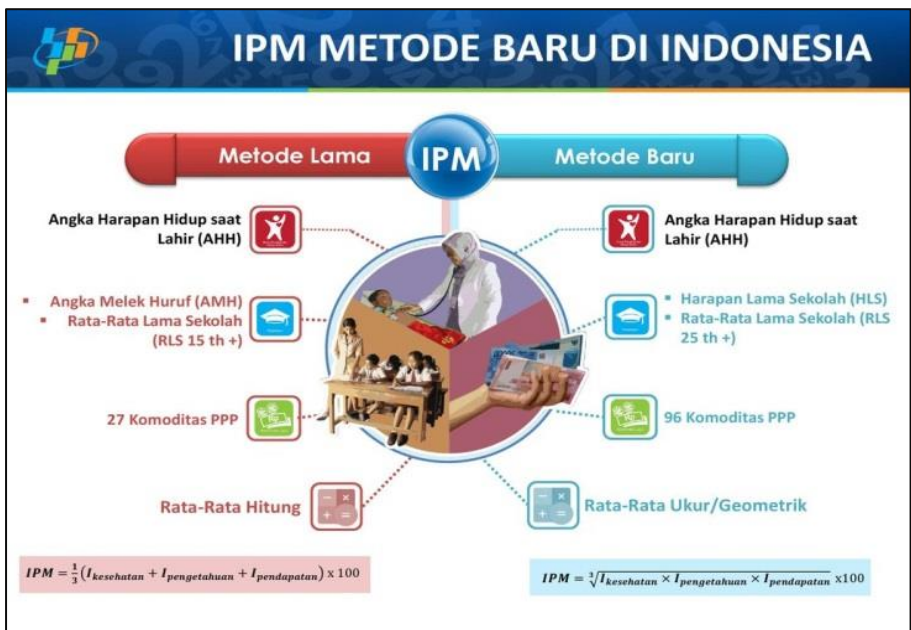 IPM METODE BARU DI INDONESIA
Metode Lama
IPM
Metode Baru
Angka Harapan Hidup saat
Lahir (AHH)
▪ Angka Melek Huruf (AMH)
▪ Rata-Rata Lama Sekolah
(RLS 15 th +)
27 Komoditas PPP
Rata-Rata Hitung
IPM = 1/3 (I_kesehatan + I_pengetahuan + I_pendapatan) x 100
Angka Harapan Hidup saat
Lahir (AHH)
▪ Harapan Lama Sekolah (HLS)
▪ Rata-Rata Lama Sekolah (RLS
25 th +)
96 Komoditas PPP
Rata-Rata Ukur/Geometrik
IPM = ∛(I_kesehatan × I_pengetahuan × I_pendapatan) x100